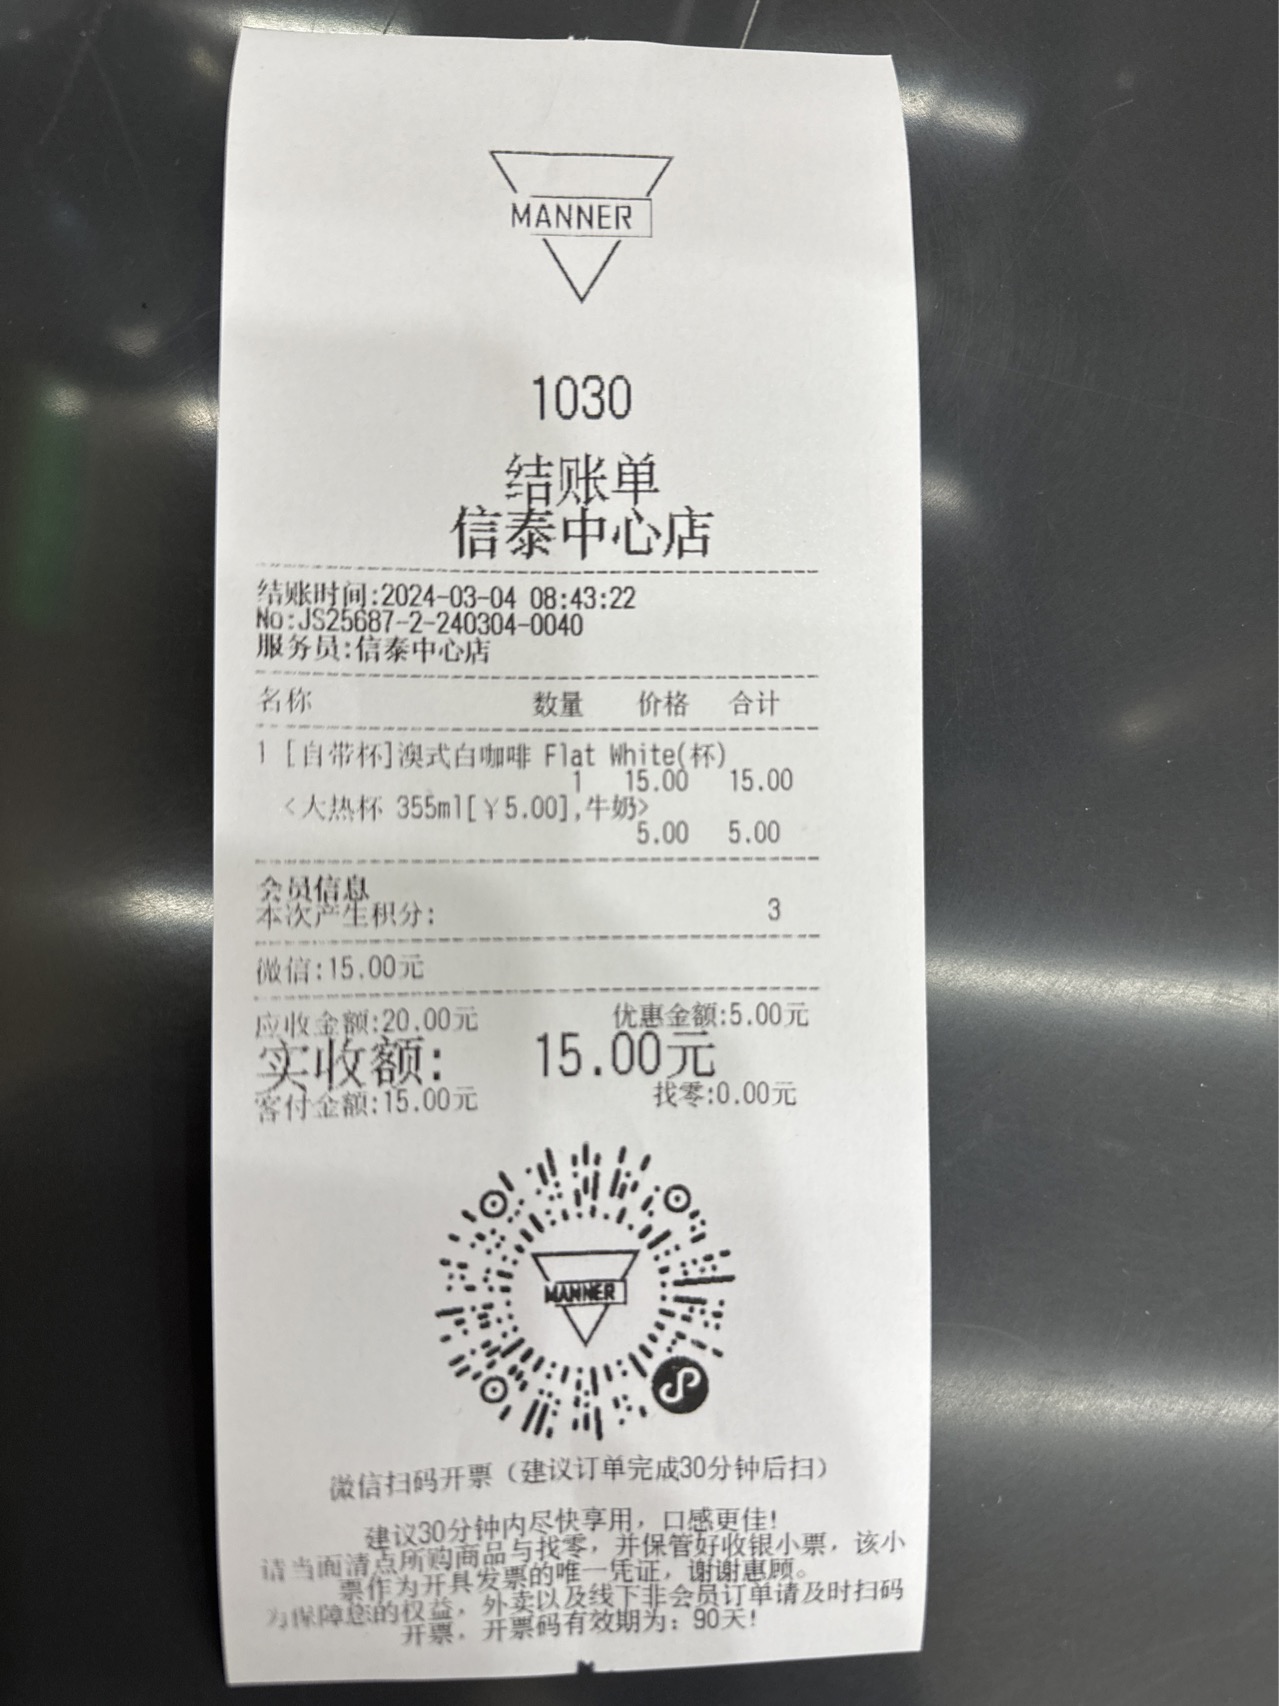 MANNER
1030
结账单
信泰中心店
结账时间:2024-03-04 08:43:22
No:JS25687-2-240304-0040
服务员:信泰中心店
名称 数量 价格 合计
1 [自带杯]澳式白咖啡 Flat White(杯)
1 15.00 15.00
<大热杯 355ml[￥5.00],牛奶>
5.00 5.00
会员信息
本次产生积分: 3
微信:15.00元
应收金额:20.00元 优惠金额:5.00元
实收额: 15.00元
客付金额:15.00元 找零:0.00元
MANNER
微信扫码开票（建议订单完成30分钟后扫）
建议30分钟内尽快享用，口感更佳!
请当面清点所购商品与找零，并保管好收银小票，该小
票作为开具发票的唯一凭证，谢谢惠顾。
为保障您的权益，外卖以及线下非会员订单请及时扫码
开票，开票码有效期为：90天!